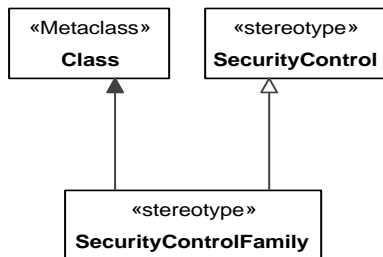 «Metaclass»
Class
«stereotype»
SecurityControl
«stereotype»
SecurityControlFamily